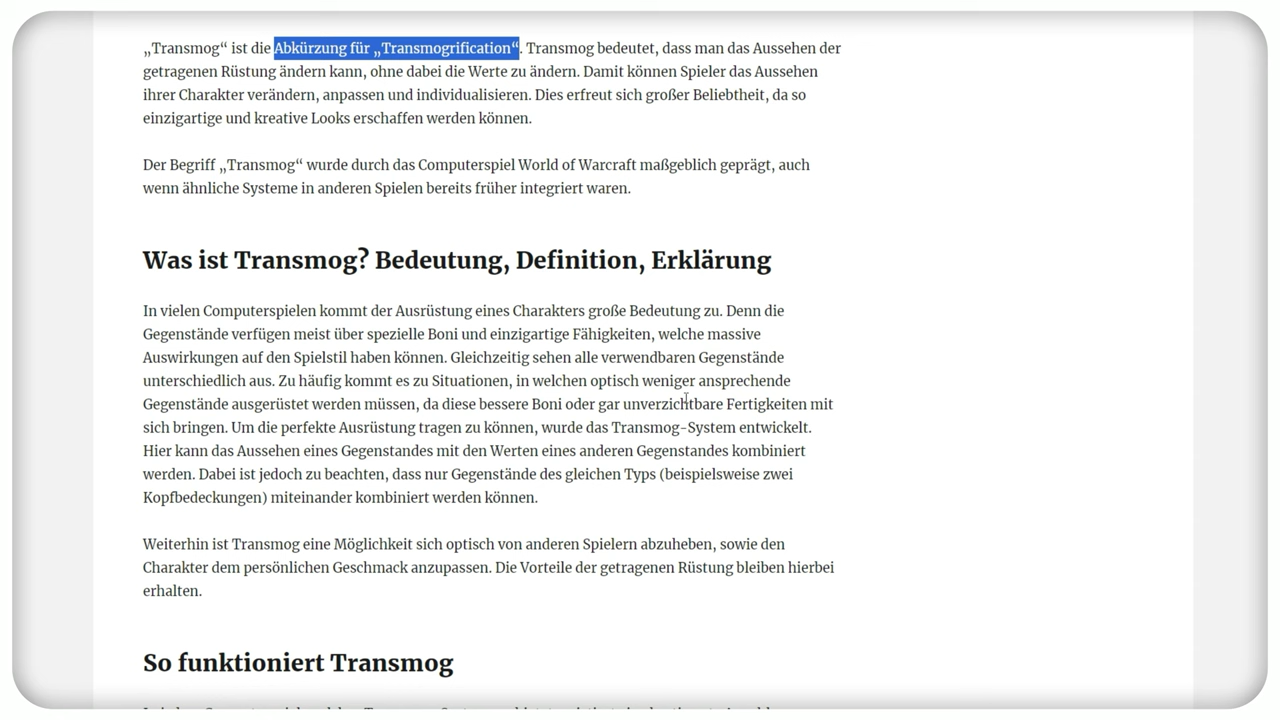 „Transmog“ ist die Abkürzung für „Transmogrification“. Transmog bedeutet, dass man das Aussehen der
getragenen Rüstung ändern kann, ohne dabei die Werte zu ändern. Damit können Spieler das Aussehen
ihrer Charakter verändern, anpassen und individualisieren. Dies erfreut sich großer Beliebtheit, da so
einzigartige und kreative Looks erschaffen werden können.
Der Begriff „Transmog“ wurde durch das Computerspiel World of Warcraft maßgeblich geprägt, auch
wenn ähnliche Systeme in anderen Spielen bereits früher integriert waren.
Was ist Transmog? Bedeutung, Definition, Erklärung
In vielen Computerspielen kommt der Ausrüstung eines Charakters große Bedeutung zu. Denn die
Gegenstände verfügen meist über spezielle Boni und einzigartige Fähigkeiten, welche massive
Auswirkungen auf den Spielstil haben können. Gleichzeitig sehen alle verwendbaren Gegenstände
unterschiedlich aus. Zu häufig kommt es zu Situationen, in welchen optisch weniger ansprechende
Gegenstände ausgerüstet werden müssen, da diese bessere Boni oder gar unverzichtbare Fertigkeiten mit
sich bringen. Um die perfekte Ausrüstung tragen zu können, wurde das Transmog-System entwickelt.
Hier kann das Aussehen eines Gegenstandes mit den Werten eines anderen Gegenstandes kombiniert
werden. Dabei ist jedoch zu beachten, dass nur Gegenstände des gleichen Typs (beispielsweise zwei
Kopfbedeckungen) miteinander kombiniert werden können.
Weiterhin ist Transmog eine Möglichkeit sich optisch von anderen Spielern abzuheben, sowie den
Charakter dem persönlichen Geschmack anzupassen. Die Vorteile der getragenen Rüstung bleiben hierbei
erhalten.
So funktioniert Transmog